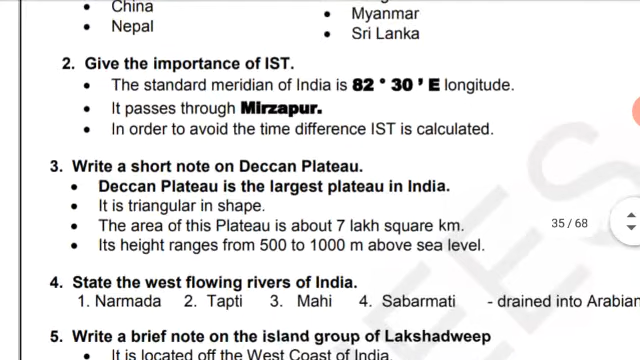 • China
• Myanmar
• Nepal
• Sri Lanka
2. Give the importance of IST.
• The standard meridian of India is 82 ° 30 ' E longitude.
• It passes through Mirzapur.
• In order to avoid the time difference IST is calculated.
3. Write a short note on Deccan Plateau.
• Deccan Plateau is the largest plateau in India.
• It is triangular in shape.
• The area of this Plateau is about 7 lakh square km.
35 / 68
• Its height ranges from 500 to 1000 m above sea level.
4. State the west flowing rivers of India.
1. Narmada 2. Tapti 3. Mahi 4. Sabarmati - drained into Arabian
5. Write a brief note on the island group of Lakshadweep
• It is located off the West Coast of India.